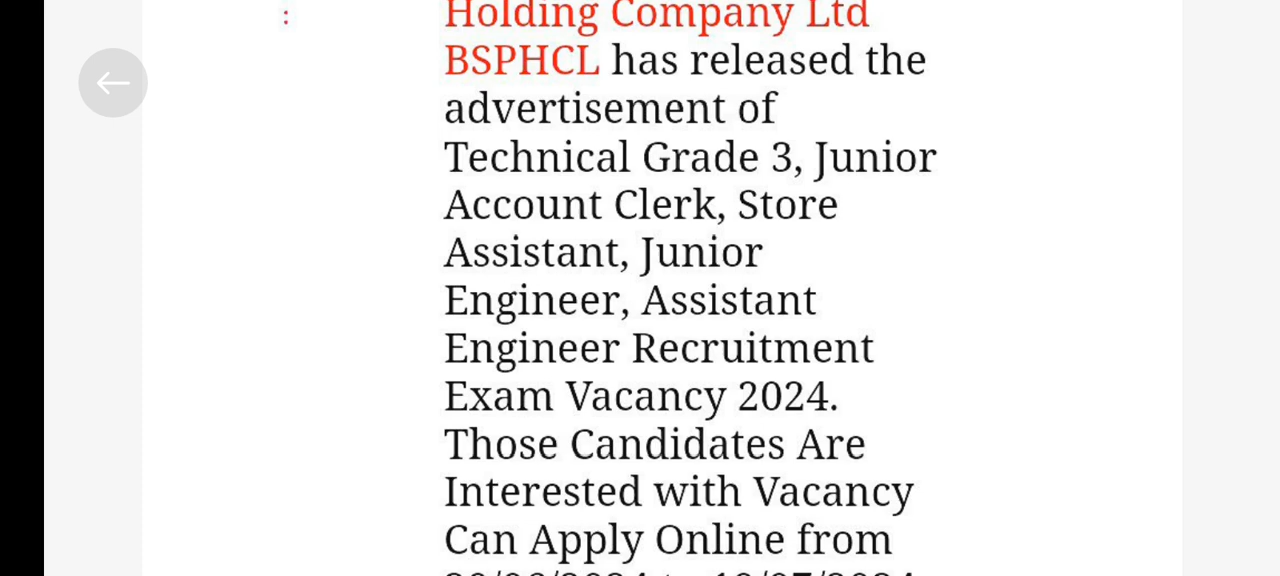 :
Holding Company Ltd
BSPHCL has released the
advertisement of
Technical Grade 3, Junior
Account Clerk, Store
Assistant, Junior
Engineer, Assistant
Engineer Recruitment
Exam Vacancy 2024.
Those Candidates Are
Interested with Vacancy
Can Apply Online from